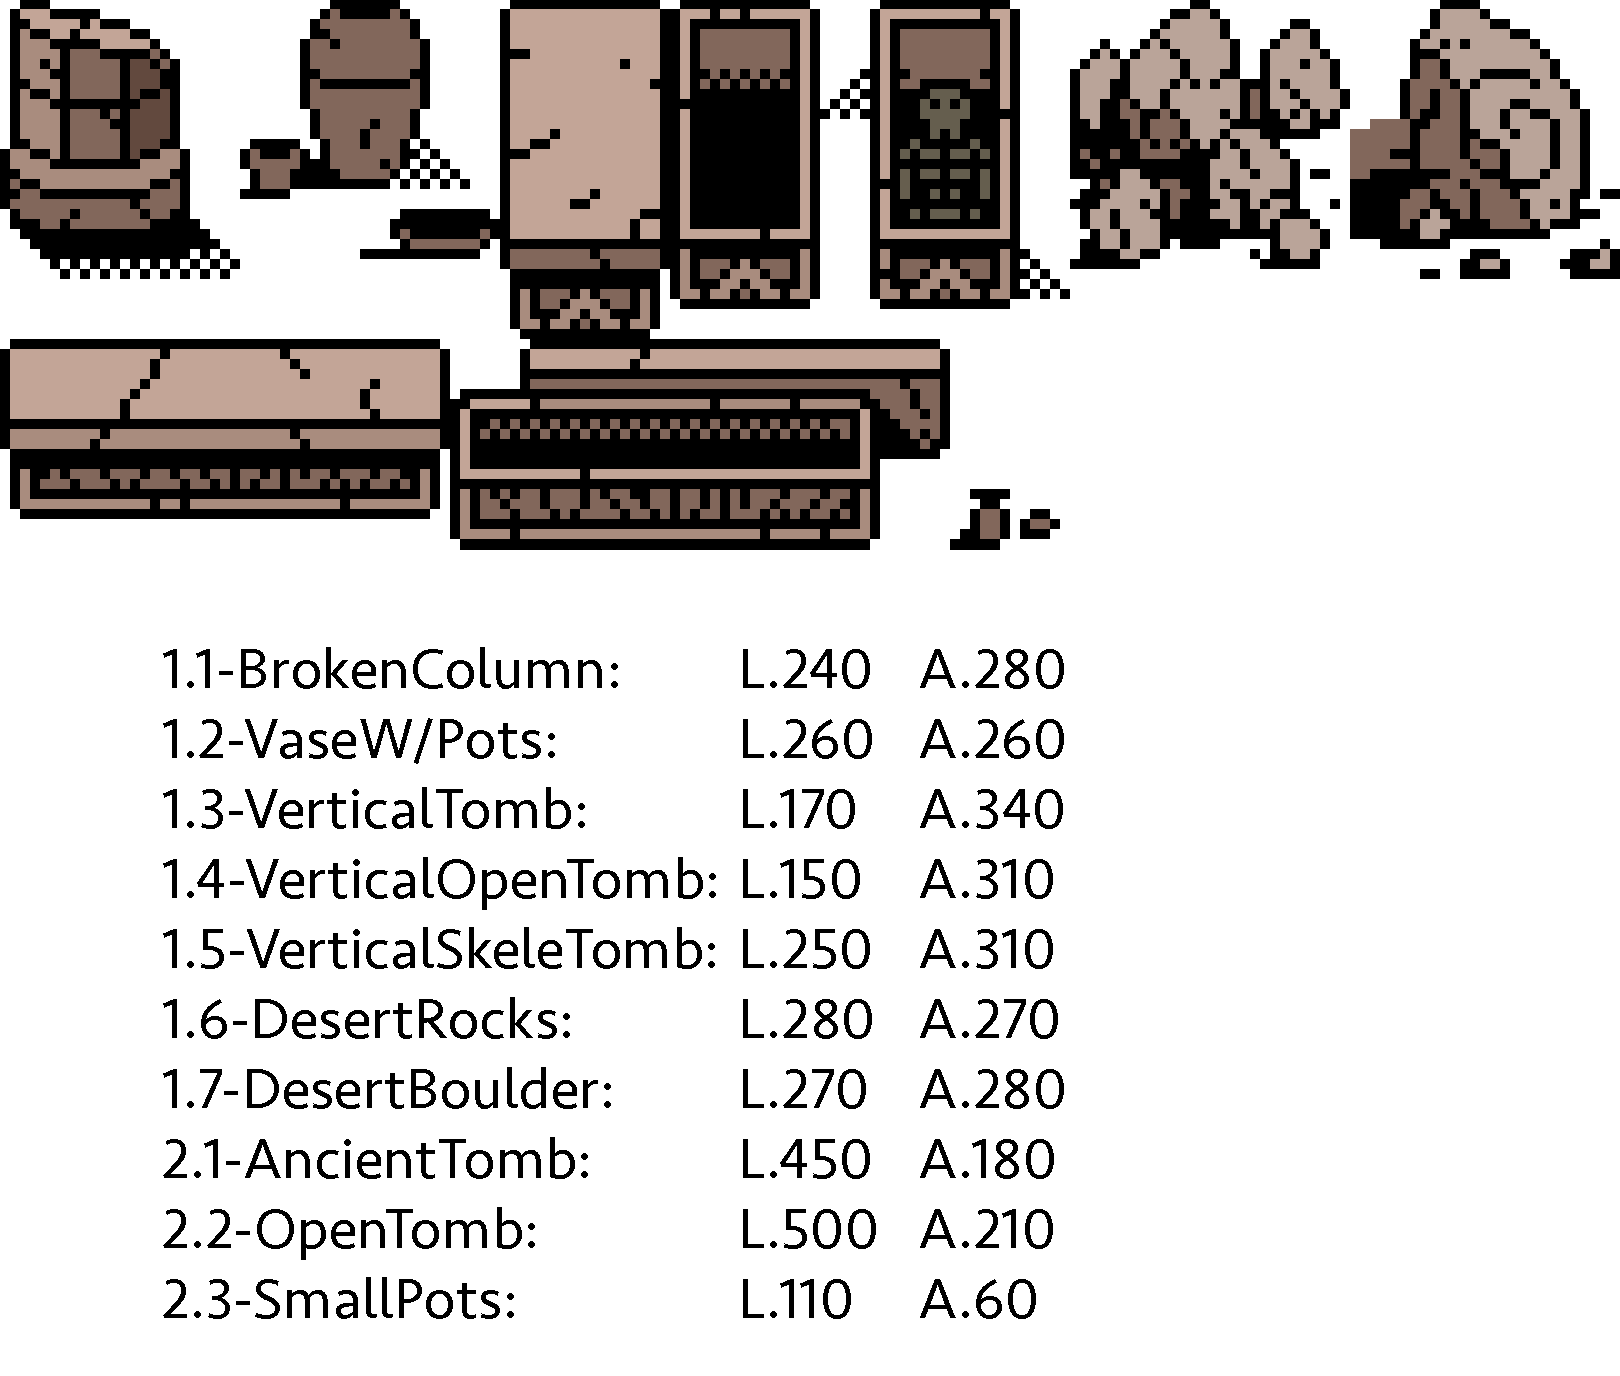 1.1-BrokenColumn: L.240 A.280
1.2-VaseW/Pots: L.260 A.260
1.3-VerticalTomb: L.170 A.340
1.4-VerticalOpenTomb: L.150 A.310
1.5-VerticalSkeleTomb: L.250 A.310
1.6-DesertRocks: L.280 A.270
1.7-DesertBoulder: L.270 A.280
2.1-AncientTomb: L.450 A.180
2.2-OpenTomb: L.500 A.210
2.3-SmallPots: L.110 A.60